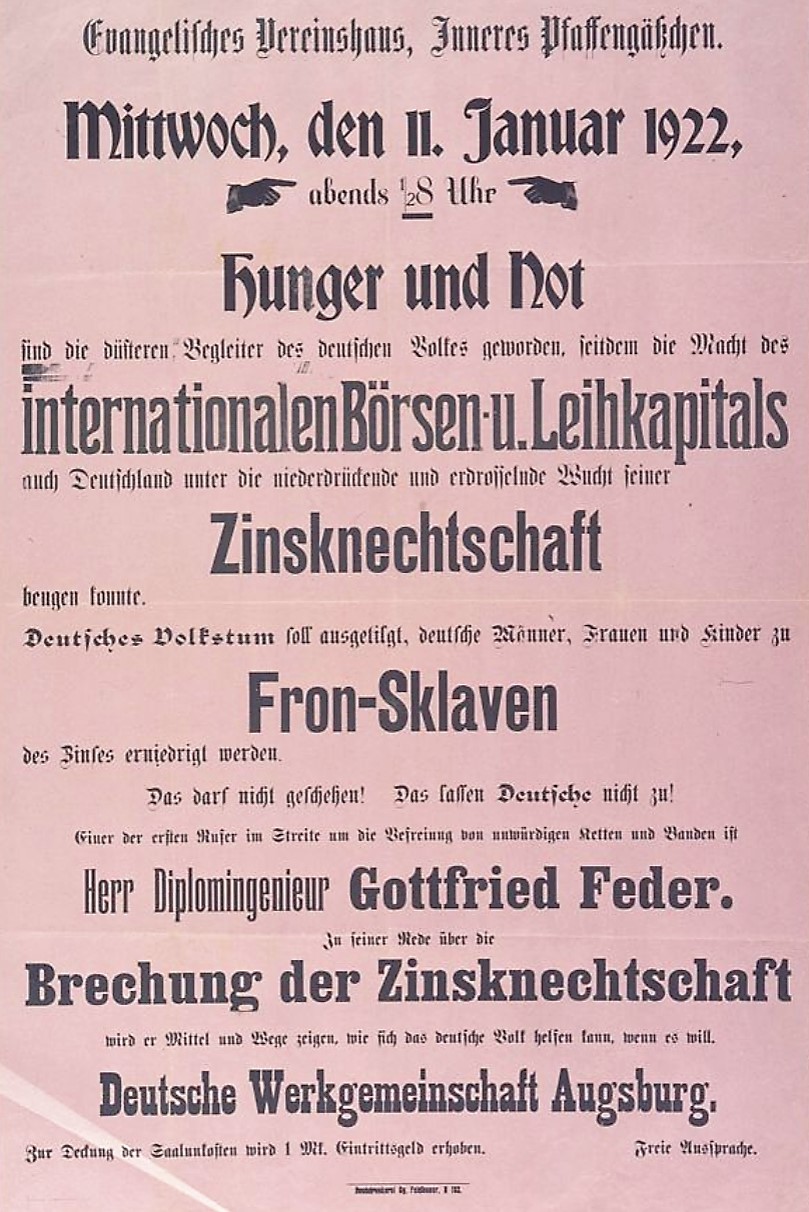 Evangelisches Vereinshaus, Inneres Pfaffengäßchen.
Mittwoch, den 11. Januar 1922,
abends ½8 Uhr
Hunger und Not
sind die düsteren Begleiter des deutschen Volkes geworden, seitdem die Macht des
internationalen Börsen- u. Leihkapitals
auch Deutschland unter die niederdrückende und erdrosselnde Wucht seiner
Zinsknechtschaft
beugen konnte.
Deutsches Volkstum soll ausgetilgt, deutsche Männer, Frauen und Kinder zu
Fron-Sklaven
des Zinses erniedrigt werden.
Das darf nicht geschehen! Das lassen Deutsche nicht zu!
Einer der ersten Rufer im Streite um die Befreiung von unwürdigen Ketten und Banden ist
Herr Diplomingenieur Gottfried Feder.
In seiner Rede über die
Brechung der Zinsknechtschaft
wird er Mittel und Wege zeigen, wie sich das deutsche Volk helfen kann, wenn es will.
Deutsche Werkgemeinschaft Augsburg.
Zur Deckung der Saalunkosten wird 1 Mk. Eintrittsgeld erhoben. Freie Aussprache.